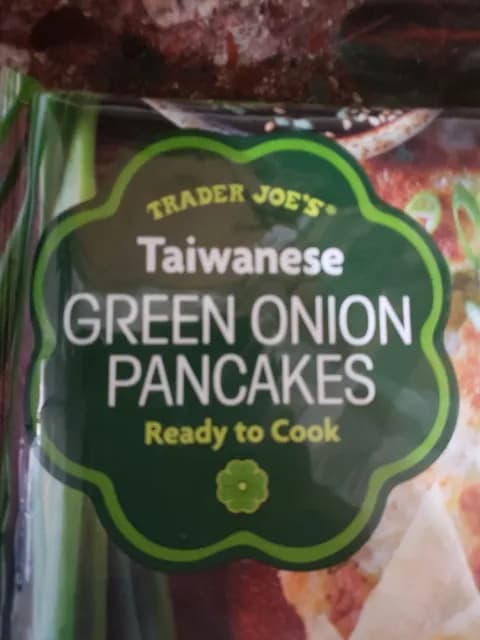 TRADER JOE'S®
Taiwanese
GREEN ONION
PANCAKES
Ready to Cook